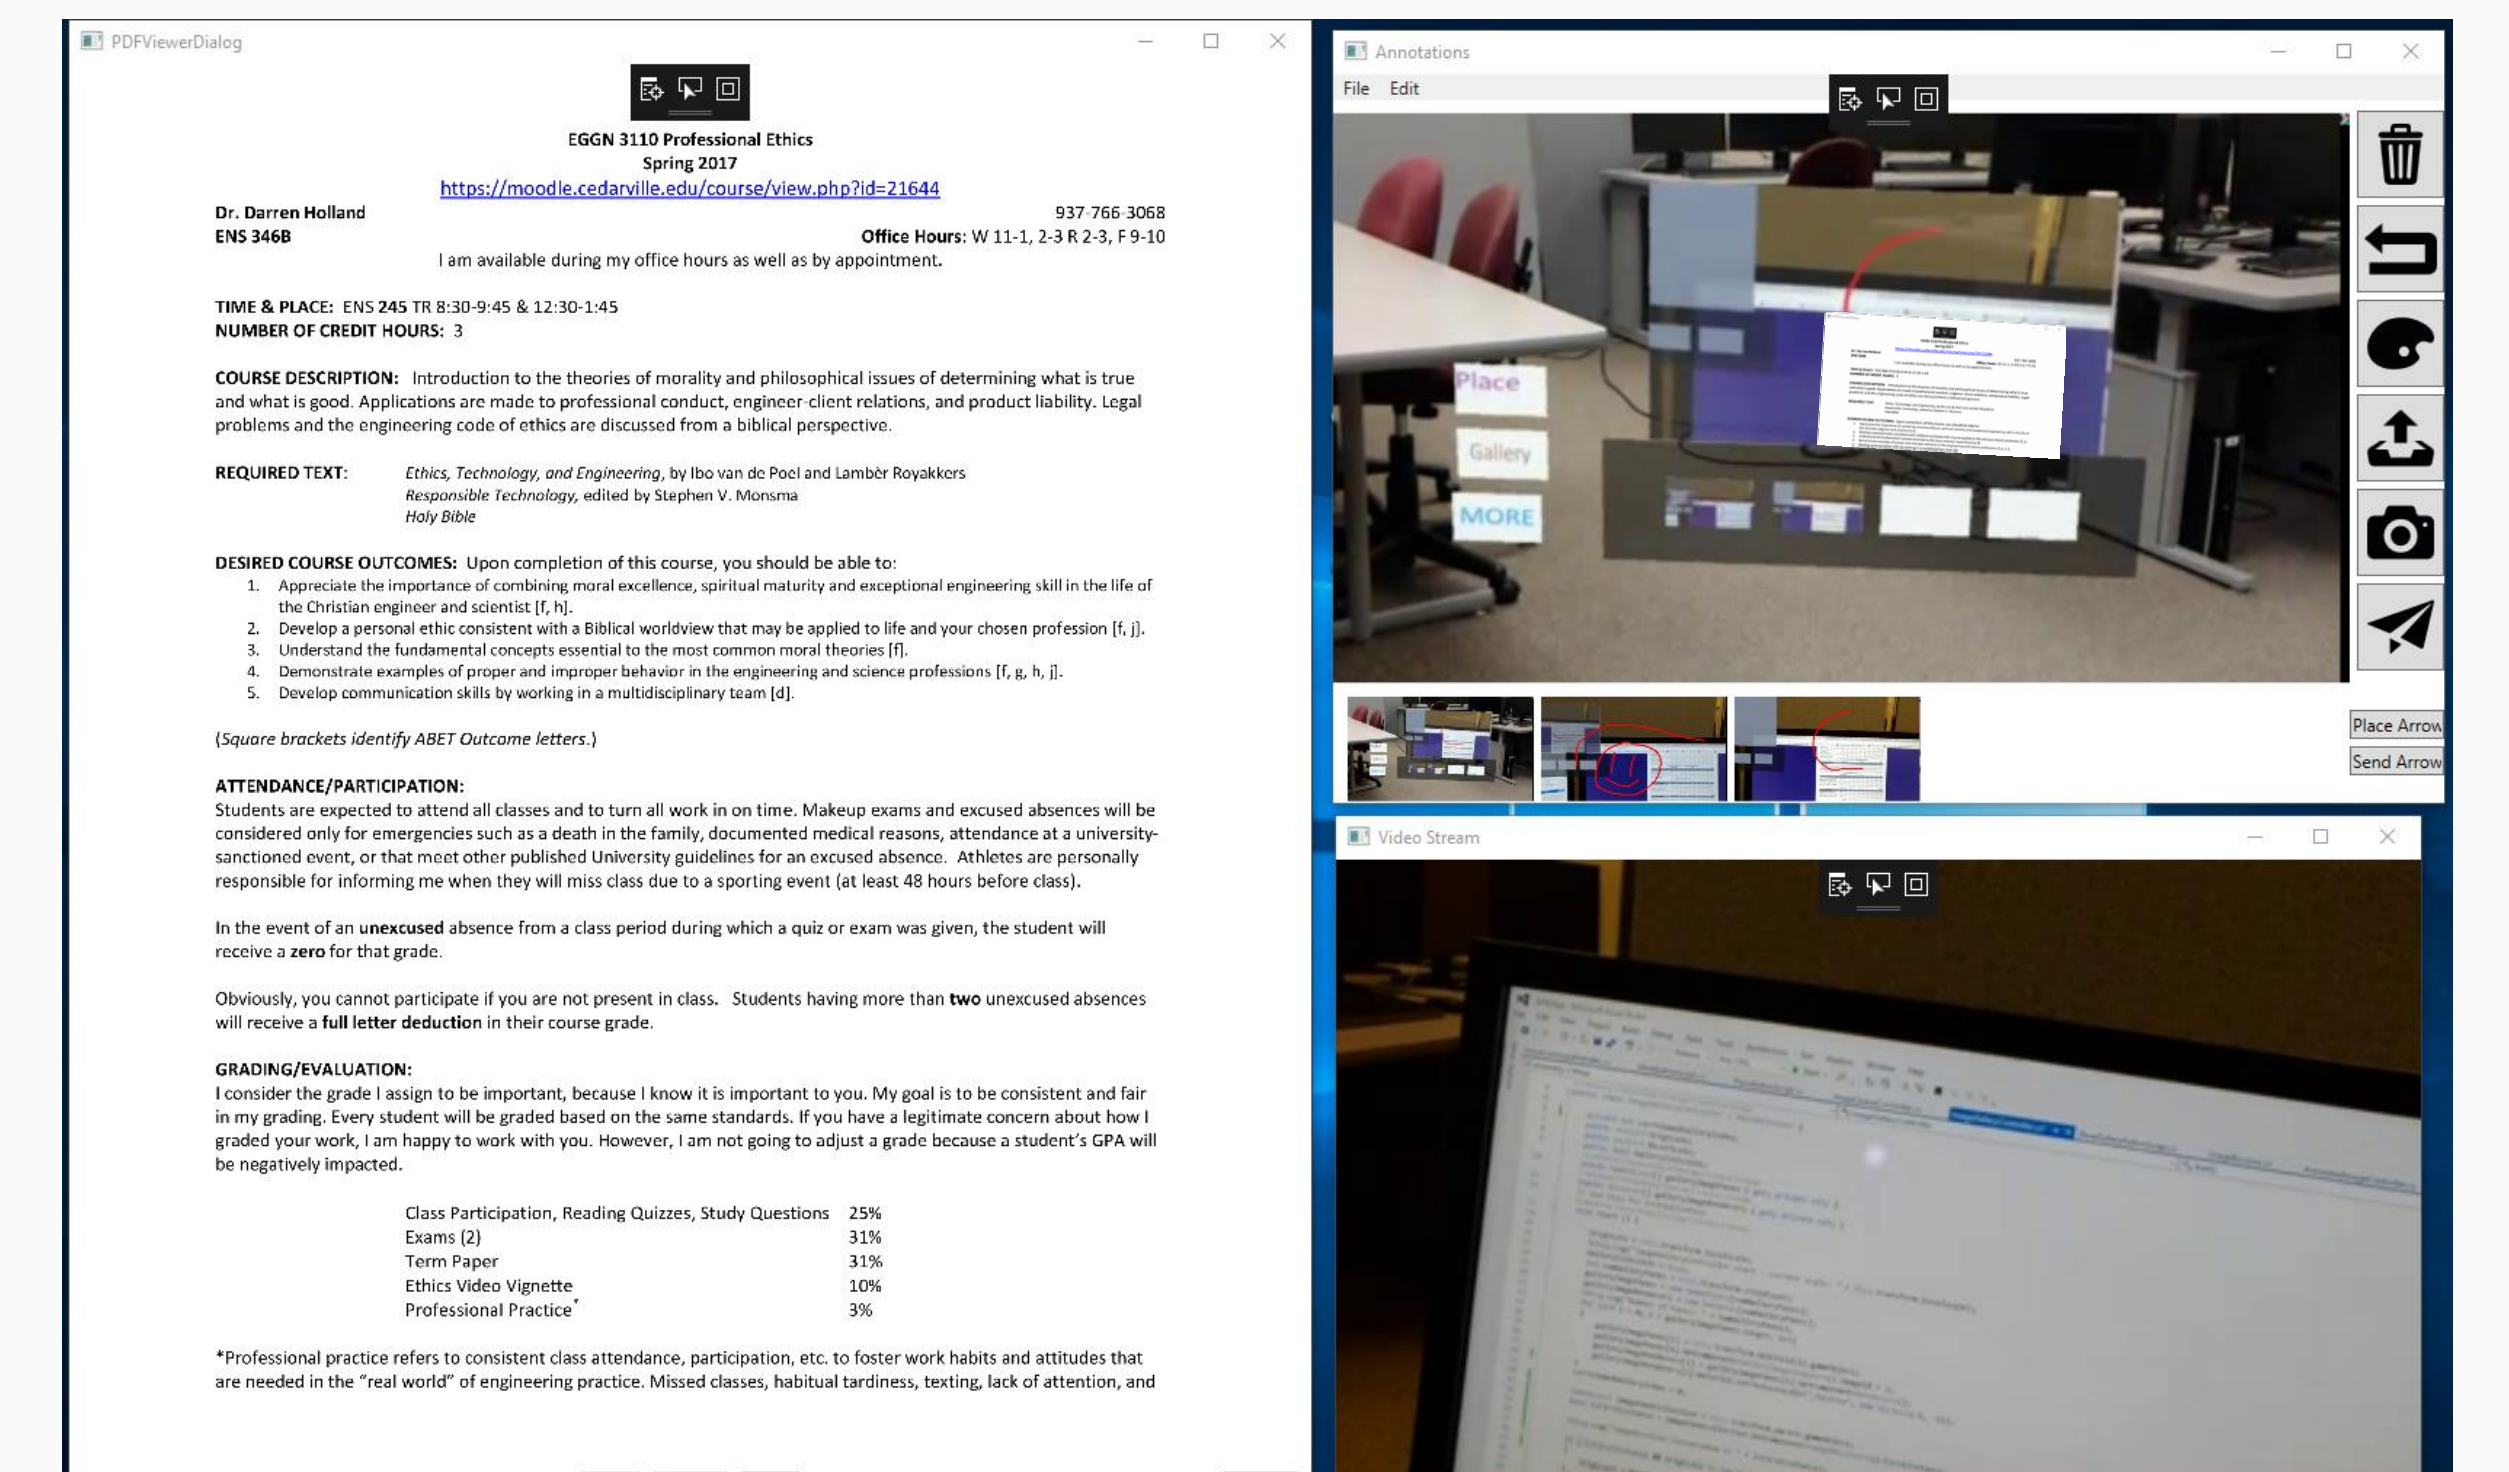 PDFViewerDialog
EGGN 3110 Professional Ethics
Spring 2017
https://moodle.cedarville.edu/course/view.php?id=21644
Dr. Darren Holland 937-766-3068
ENS 346B Office Hours: W 11-1, 2-3 R 2-3, F 9-10
I am available during my office hours as well as by appointment.
TIME & PLACE: ENS 245 TR 8:30-9:45 & 12:30-1:45
NUMBER OF CREDIT HOURS: 3
COURSE DESCRIPTION: Introduction to the theories of morality and philosophical issues of determining what is true
and what is good. Applications are made to professional conduct, engineer-client relations, and product liability. Legal
problems and the engineering code of ethics are discussed from a biblical perspective.
REQUIRED TEXT: Ethics, Technology, and Engineering, by Ibo van de Poel and Lambèr Royakkers
Responsible Technology, edited by Stephen V. Monsma
Holy Bible
DESIRED COURSE OUTCOMES: Upon completion of this course, you should be able to:
1. Appreciate the importance of combining moral excellence, spiritual maturity and exceptional engineering skill in the life of
the Christian engineer and scientist [f, h].
2. Develop a personal ethic consistent with a Biblical worldview that may be applied to life and your chosen profession [f, j].
3. Understand the fundamental concepts essential to the most common moral theories [f].
4. Demonstrate examples of proper and improper behavior in the engineering and science professions [f, g, h, j].
5. Develop communication skills by working in a multidisciplinary team [d].
(Square brackets identify ABET Outcome letters.)
ATTENDANCE/PARTICIPATION:
Students are expected to attend all classes and to turn all work in on time. Makeup exams and excused absences will be
considered only for emergencies such as a death in the family, documented medical reasons, attendance at a university-
sanctioned event, or that meet other published University guidelines for an excused absence. Athletes are personally
responsible for informing me when they will miss class due to a sporting event (at least 48 hours before class).
In the event of an unexcused absence from a class period during which a quiz or exam was given, the student will
receive a zero for that grade.
Obviously, you cannot participate if you are not present in class. Students having more than two unexcused absences
will receive a full letter deduction in their course grade.
GRADING/EVALUATION:
I consider the grade I assign to be important, because I know it is important to you. My goal is to be consistent and fair
in my grading. Every student will be graded based on the same standards. If you have a legitimate concern about how I
graded your work, I am happy to work with you. However, I am not going to adjust a grade because a student's GPA will
be negatively impacted.
Class Participation, Reading Quizzes, Study Questions 25%
Exams (2) 31%
Term Paper 31%
Ethics Video Vignette 10%
Professional Practice* 3%
*Professional practice refers to consistent class attendance, participation, etc. to foster work habits and attitudes that
are needed in the "real world" of engineering practice. Missed classes, habitual tardiness, texting, lack of attention, and
Annotations
File Edit
Place
Gallery
MORE
Place Arrow
Send Arrow
Video Stream